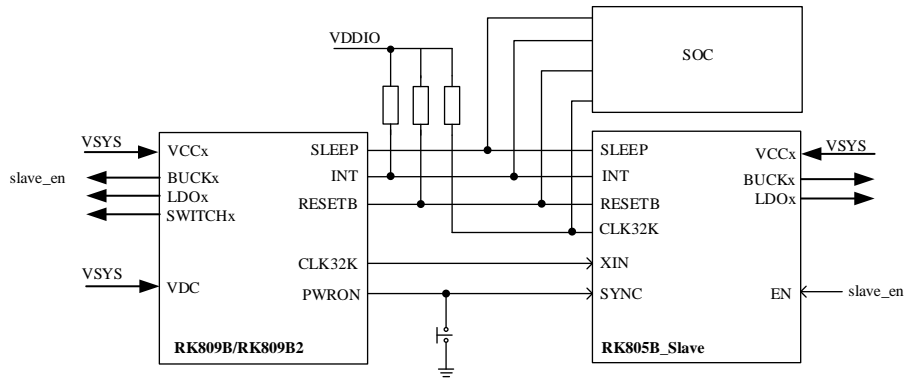 SOC
VDDIO
VSYS
VCCx
slave_en
BUCKx
LDOx
SWITCHx
VSYS
VDC
SLEEP
INT
RESETB
CLK32K
PWRON
RK809B/RK809B2
SLEEP
INT
RESETB
CLK32K
XIN
SYNC
VCCx
VSYS
BUCKx
LDOx
EN
slave_en
RK805B_Slave